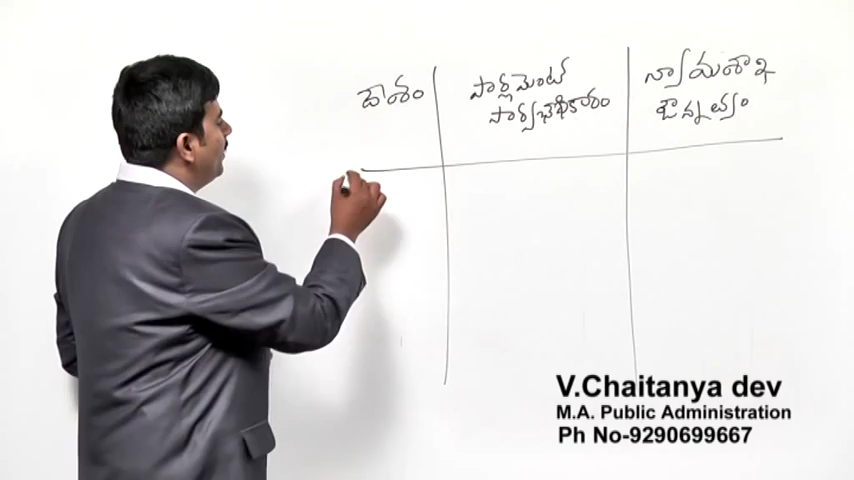 అంశం
పార్లమెంట్
సార్వభౌమాధికారం
న్యాయశాఖ
ఔన్నత్యం
V.Chaitanya dev
M.A. Public Administration
Ph No-9290699667